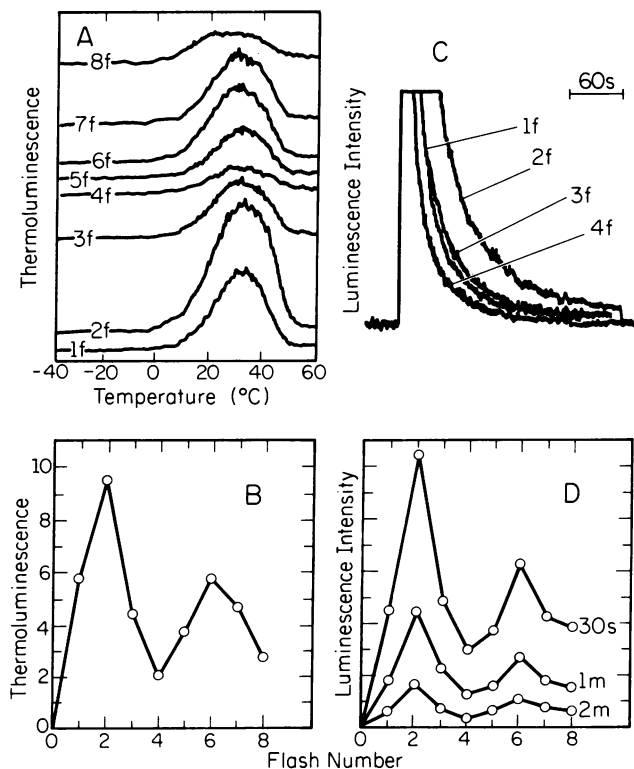 A
8f
7f
6f
5f
4f
3f
2f
1f
Thermoluminescence
-40 -20 0 20 40 60
Temperature (°C)
C
60s
1f
2f
3f
4f
Luminescence Intensity
B
10
8
6
4
2
0
Thermoluminescence
0 2 4 6 8 10
D
30s
1m
2m
Luminescence Intensity
0 2 4 6 8 10
Flash Number